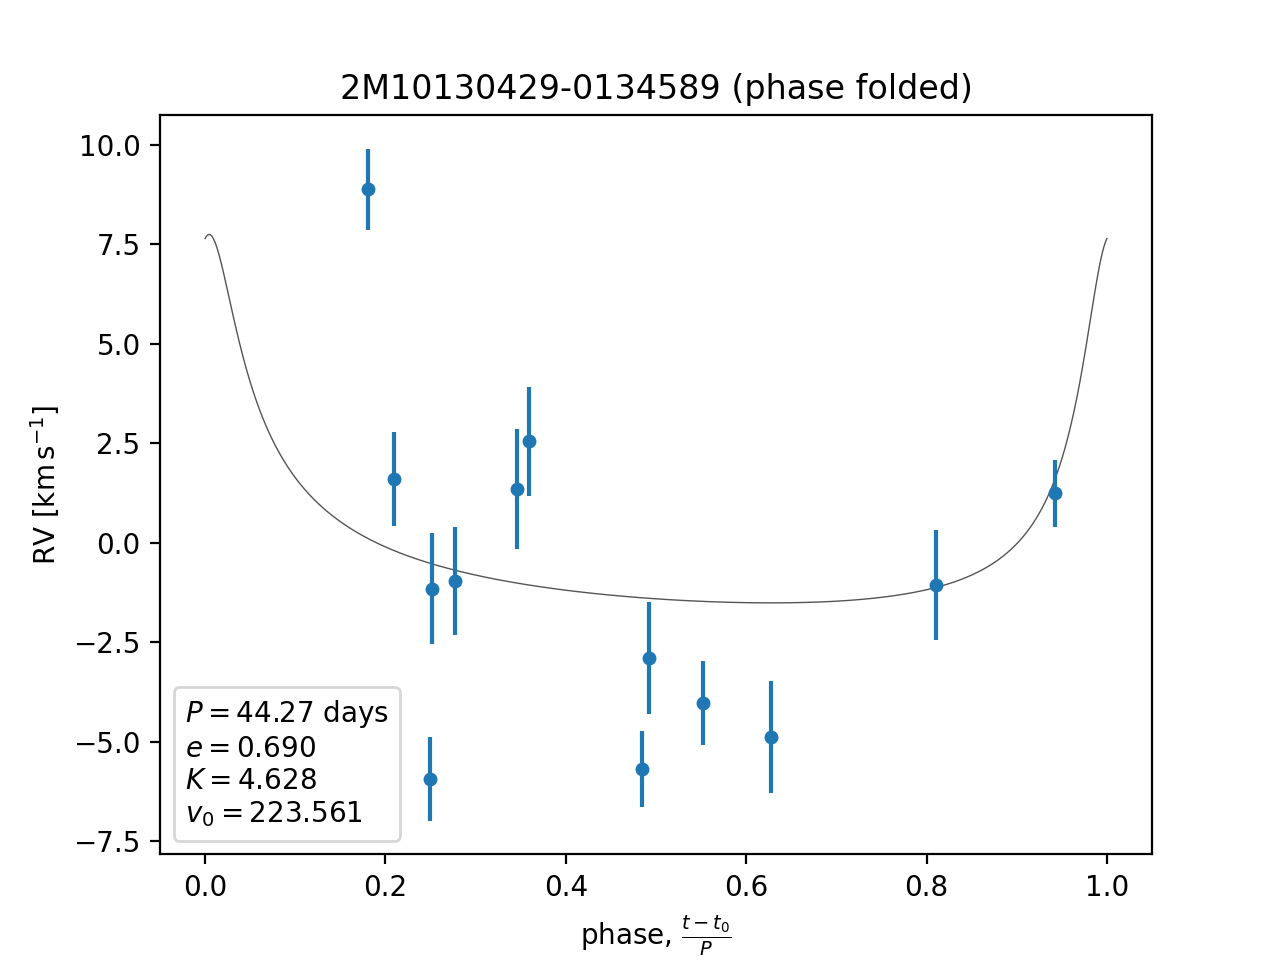 2M10130429-0134589 (phase folded)
10.0
7.5
5.0
2.5
0.0
−2.5
−5.0
−7.5
RV [km s⁻¹]
P = 44.27 days
e = 0.690
K = 4.628
v₀ = 223.561
0.0 0.2 0.4 0.6 0.8 1.0
phase, (t − t₀)/P